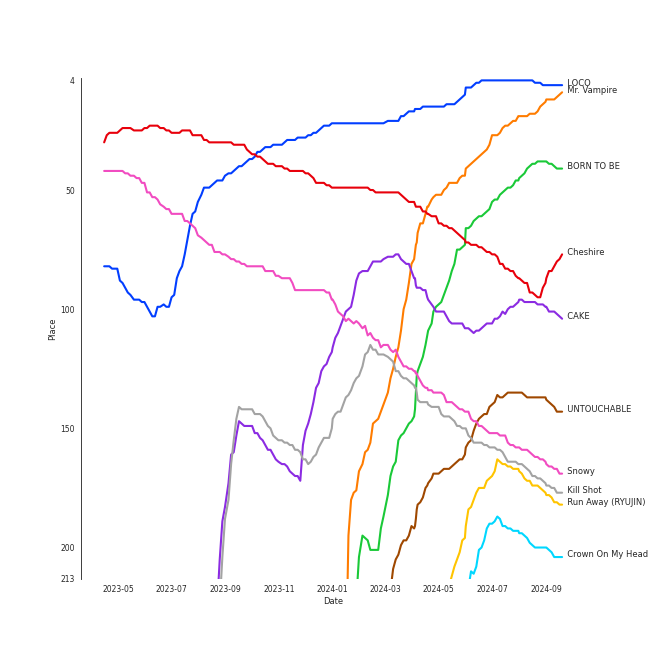 4
50
100
150
200
213
Place
2023-05
2023-07
2023-09
2023-11
2024-01
2024-03
2024-05
2024-07
2024-09
Date
LOCO
Mr. Vampire
BORN TO BE
Cheshire
CAKE
UNTOUCHABLE
Snowy
Kill Shot
Run Away (RYUJIN)
Crown On My Head